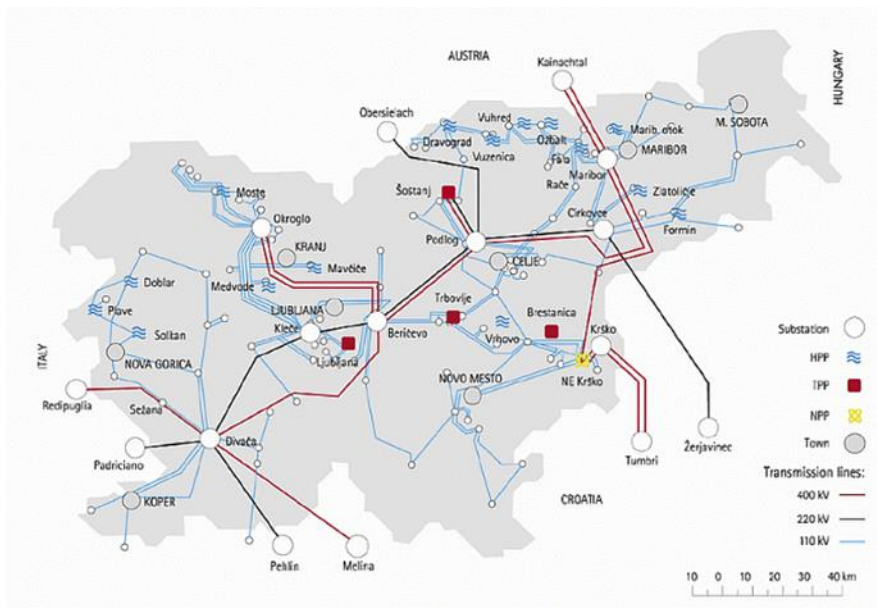 AUSTRIA
HUNGARY
Kainachtal
Obersielach
Vuhred
Ožbalt
Marib. otok
M. SOBOTA
Dravograd
Vuzenica
Fala
MARIBOR
Maribor
Rače
Zlatoličje
Šoštanj
Moste
Cirkovce
Formin
Okroglo
Podlog
KRANJ
CELJE
Mavčiče
Doblar
Medvode
Trbovlje
Brestanica
Plave
LJUBLJANA
Solkan
Kleče
Beričevo
Vrhovo
Krško
Ljubljana
NE Krško
NOVA GORICA
ITALY
NOVO MESTO
Redipuglia
Sežana
Divača
Padriciano
Tumbri
Žerjavinec
KOPER
CROATIA
Pehlin
Melina
Substation
HPP
TPP
NPP
Town
Transmission lines:
400 kV
220 kV
110 kV
10 0 10 20 30 40 km